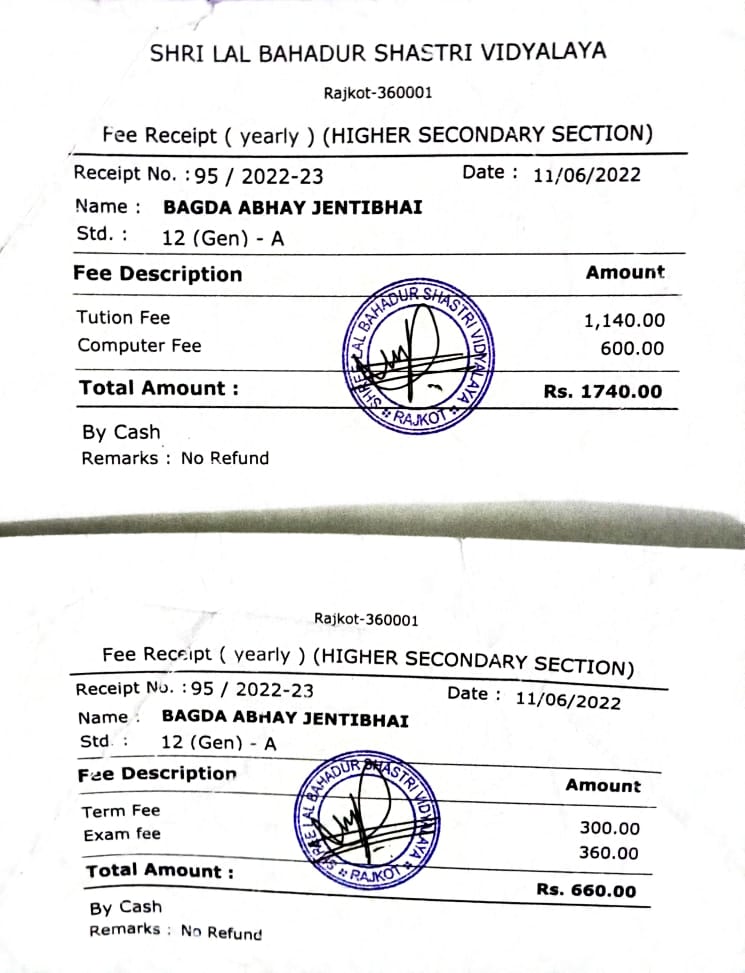 SHRI LAL BAHADUR SHASTRI VIDYALAYA
Rajkot-360001
Fee Receipt ( yearly ) (HIGHER SECONDARY SECTION)
Receipt No. : 95 / 2022-23 Date : 11/06/2022
Name : BAGDA ABHAY JENTIBHAI
Std. : 12 (Gen) - A
Fee Description Amount
Tution Fee 1,140.00
Computer Fee 600.00
Total Amount : Rs. 1740.00
SHREE LAL BAHADUR SHASTRI VIDYALAYA
RAJKOT
By Cash
Remarks : No Refund
Rajkot-360001
Fee Receipt ( yearly ) (HIGHER SECONDARY SECTION)
Receipt No. : 95 / 2022-23 Date : 11/06/2022
Name : BAGDA ABHAY JENTIBHAI
Std. : 12 (Gen) - A
Fee Description Amount
Term Fee 300.00
Exam fee 360.00
Total Amount : Rs. 660.00
SHREE LAL BAHADUR SHASTRI VIDYALAYA
RAJKOT
By Cash
Remarks : No Refund